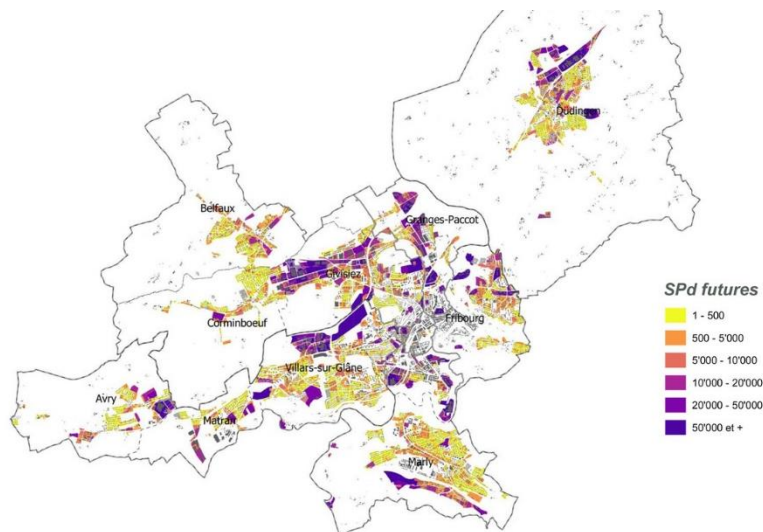 Düdingen
Belfaux
Granges-Paccot
Givisiez
Corminboeuf
Fribourg
Villars-sur-Glâne
Avry
Matran
Marly
SPd futures
1 - 500
500 - 5'000
5'000 - 10'000
10'000 - 20'000
20'000 - 50'000
50'000 et +